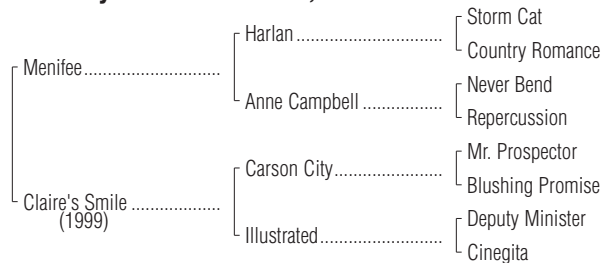 Storm Cat
Harlan
Country Romance
Menifee
Never Bend
Anne Campbell
Repercussion
Mr. Prospector
Carson City
Blushing Promise
Claire's Smile
(1999)
Deputy Minister
Illustrated
Cinegita